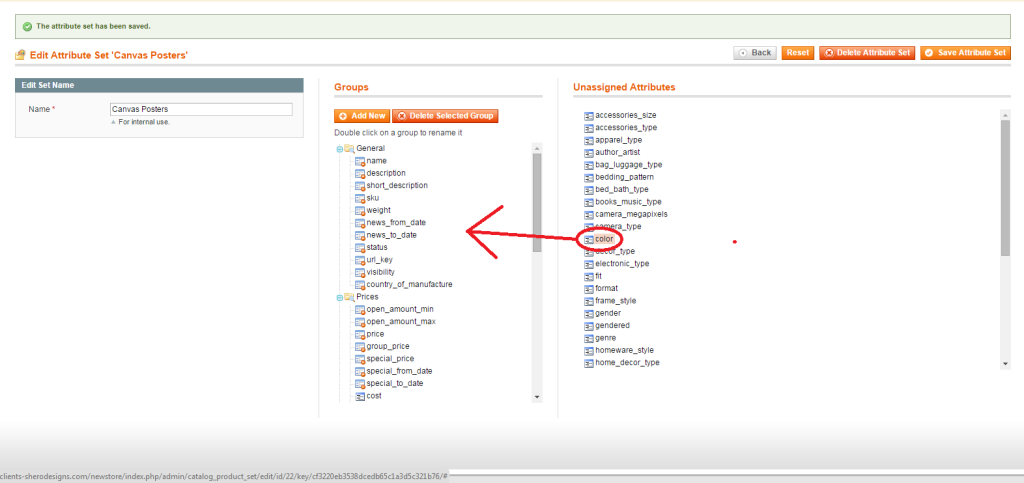 The attribute set has been saved.
Edit Attribute Set 'Canvas Posters'
Back
Reset
Delete Attribute Set
Save Attribute Set
Edit Set Name
Name *
Canvas Posters
For internal use.
Groups
Add New
Delete Selected Group
Double click on a group to rename it
General
name
description
short_description
sku
weight
news_from_date
news_to_date
status
url_key
visibility
country_of_manufacture
Prices
open_amount_min
open_amount_max
price
group_price
special_price
special_from_date
special_to_date
cost
Unassigned Attributes
accessories_size
accessories_type
apparel_type
author_artist
bag_luggage_type
bedding_pattern
bed_bath_type
books_music_type
camera_megapixels
camera_type
color
decor_type
electronic_type
fit
format
frame_style
gender
gendered
genre
homeware_style
home_decor_type
clients-sherodesigns.com/newstore/index.php/admin/catalog_product_set/edit/id/22/key/cf3220eb3538dcedb65c1a3d5c321b76/#